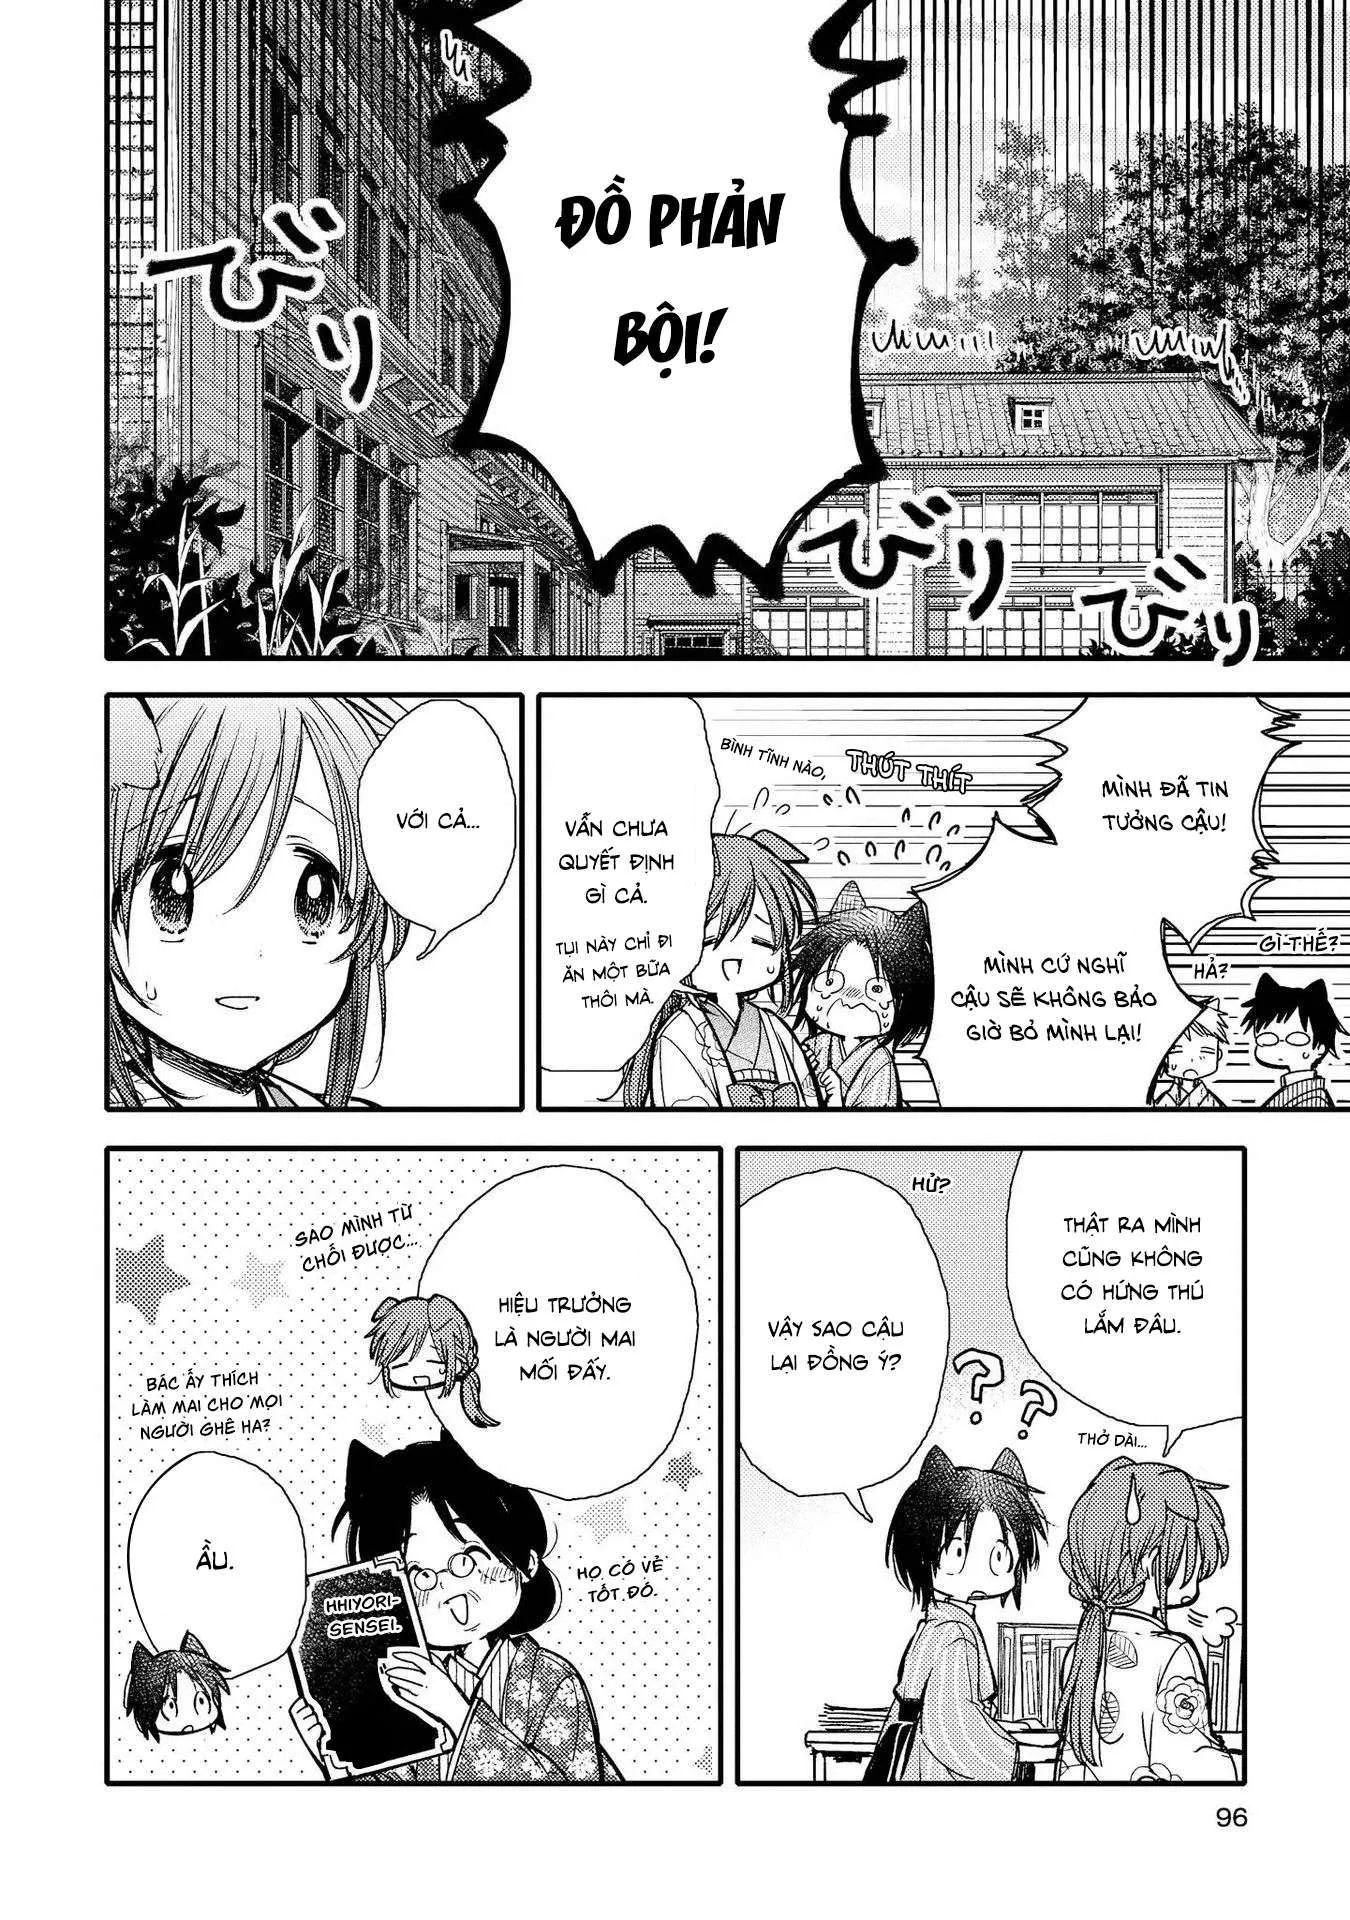 ĐỒ PHẢN
BỘI!
びり
びり
びり
MÌNH ĐÃ TIN
TƯỞNG CẬU!
GÌ THẾ?
HẢ?
MÌNH CỨ NGHĨ
CẬU SẼ KHÔNG BAO
GIỜ BỎ MÌNH LẠI!
THÚT THÍT
BÌNH TĨNH NÀO,
VẪN CHƯA
QUYẾT ĐỊNH
GÌ CẢ.
TỤI NÀY CHỈ ĐI
ĂN MỘT BỮA
THÔI MÀ.
VỚI CẢ...
THẬT RA MÌNH
CŨNG KHÔNG
CÓ HỨNG THÚ
LẮM ĐÂU.
THỞ DÀI...
HỬ?
VẬY SAO CẬU
LẠI ĐỒNG Ý?
? ?
HIỆU TRƯỞNG
LÀ NGƯỜI MAI
MỐI ĐẤY.
SAO MÌNH TỪ
CHỐI ĐƯỢC...
HỌ CÓ VẺ
TỐT ĐÓ.
HHIYORI-
SENSEI.
BÁC ẤY THÍCH
LÀM MAI CHO MỌI
NGƯỜI GHÊ HA?
ẦU.
96